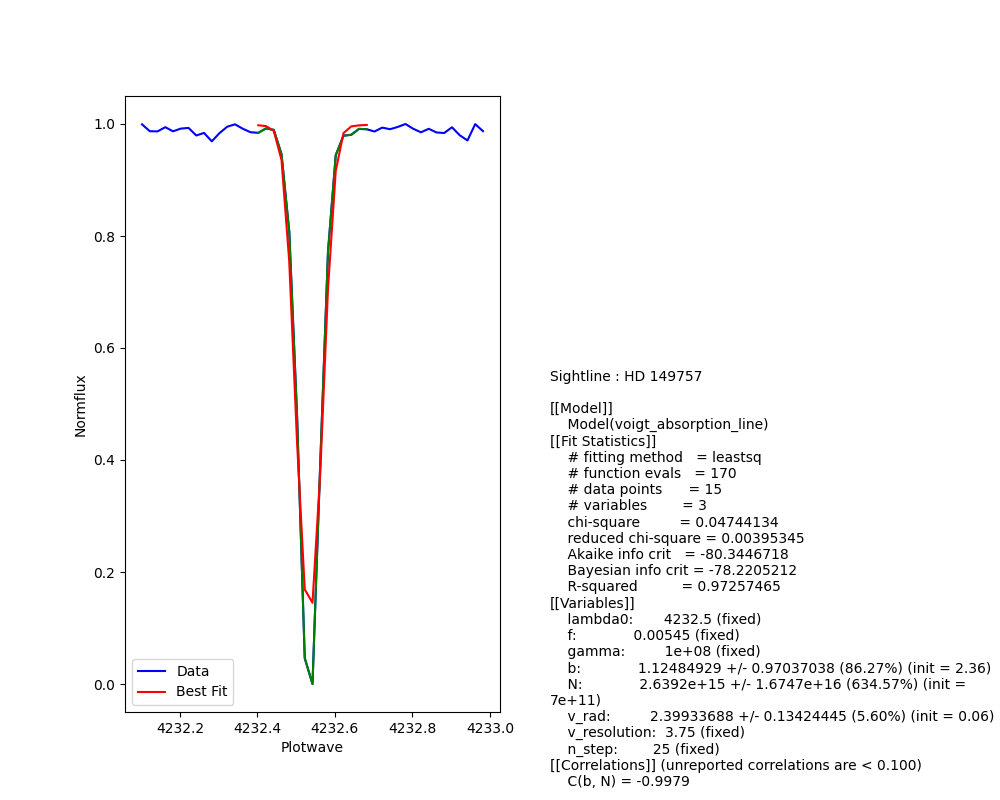 1.0
0.8
0.6
0.4
0.2
0.0
Normflux
4232.2 4232.4 4232.6 4232.8 4233.0
Plotwave
Data
Best Fit
Sightline : HD 149757
[[Model]]
Model(voigt_absorption_line)
[[Fit Statistics]]
# fitting method = leastsq
# function evals = 170
# data points = 15
# variables = 3
chi-square = 0.04744134
reduced chi-square = 0.00395345
Akaike info crit = -80.3446718
Bayesian info crit = -78.2205212
R-squared = 0.97257465
[[Variables]]
lambda0: 4232.5 (fixed)
f: 0.00545 (fixed)
gamma: 1e+08 (fixed)
b: 1.12484929 +/- 0.97037038 (86.27%) (init = 2.36)
N: 2.6392e+15 +/- 1.6747e+16 (634.57%) (init =
7e+11)
v_rad: 2.39933688 +/- 0.13424445 (5.60%) (init = 0.06)
v_resolution: 3.75 (fixed)
n_step: 25 (fixed)
[[Correlations]] (unreported correlations are < 0.100)
C(b, N) = -0.9979